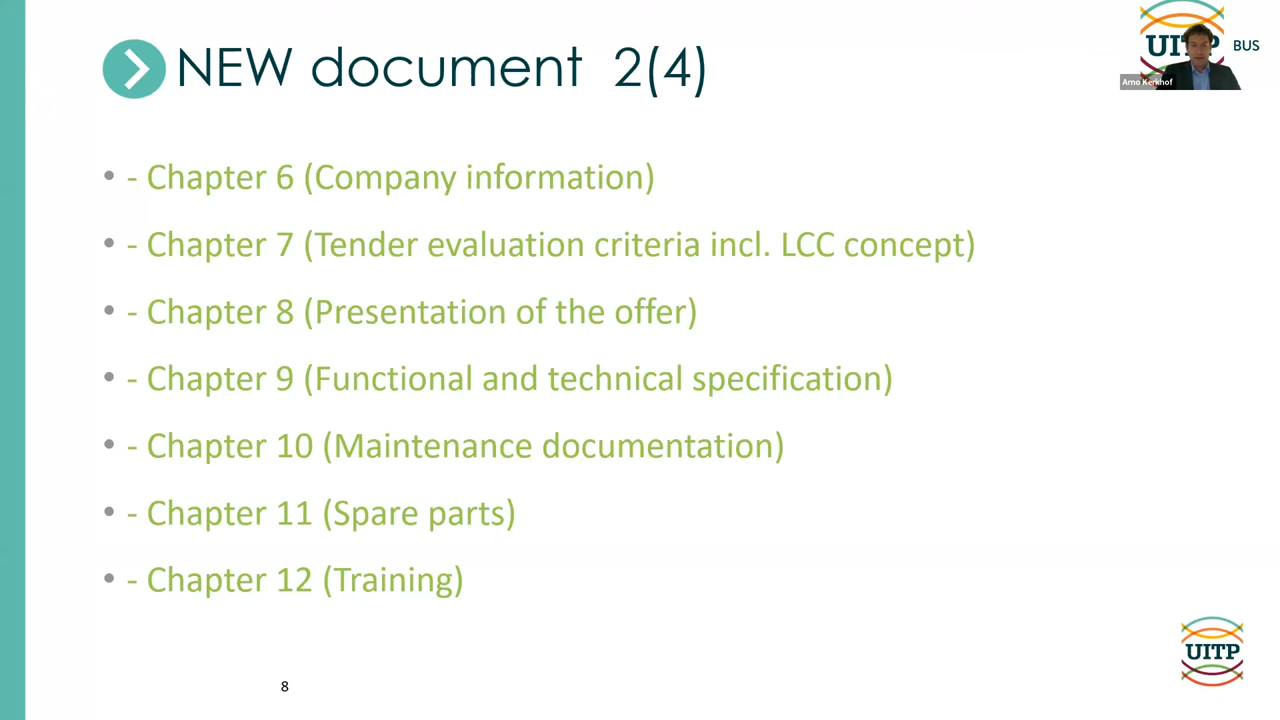 NEW document 2(4)
UITP BUS
Arno Kerkhof
• - Chapter 6 (Company information)
• - Chapter 7 (Tender evaluation criteria incl. LCC concept)
• - Chapter 8 (Presentation of the offer)
• - Chapter 9 (Functional and technical specification)
• - Chapter 10 (Maintenance documentation)
• - Chapter 11 (Spare parts)
• - Chapter 12 (Training)
UITP
8